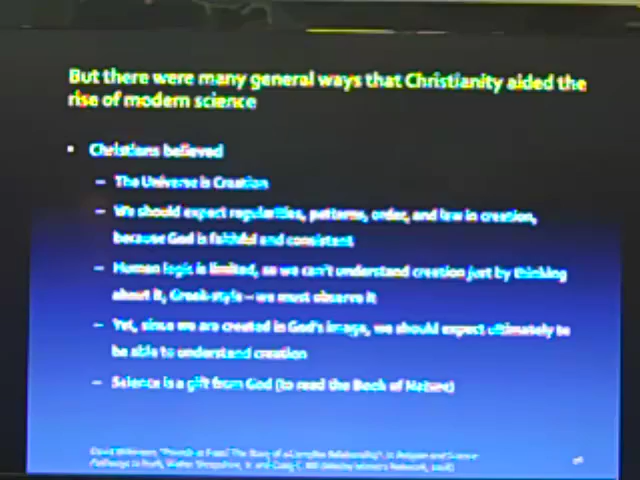 But there were many general ways that Christianity aided the
rise of modern science
• Christians believed
– The Universe is Creation
– We should expect regularities, patterns, order, and law in creation,
because God is faithful and consistent
– Human logic is limited, so we can't understand creation just by thinking
about it, Greek-style – we must observe it
– Yet, since we are created in God's image, we should expect ultimately to
be able to understand creation
– Science is a gift from God (to read the Book of Nature)